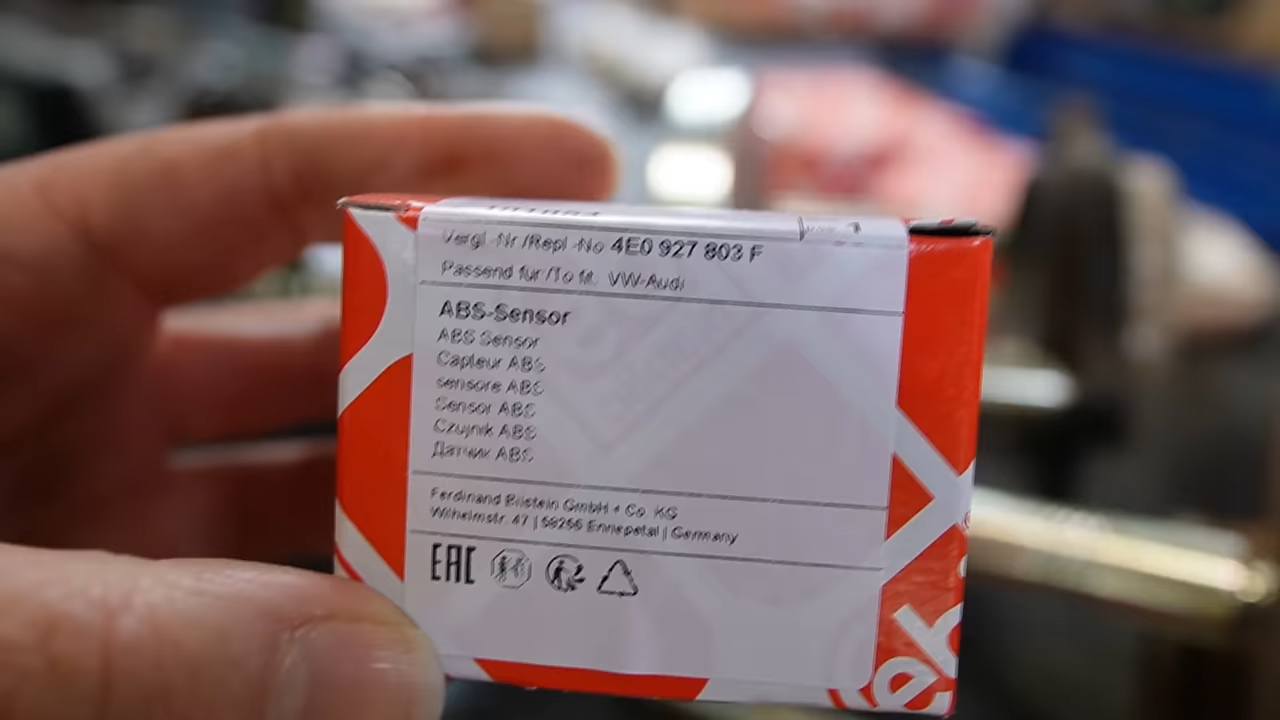 Vergl.-Nr./Repl.-No 4E0 927 803 F
Passend für/To fit. VW-Audi
ABS-Sensor
ABS Sensor
Capteur ABS
sensore ABS
Sensor ABS
Czujnik ABS
Датчик ABS
Ferdinand Bilstein GmbH + Co. KG
Wilhelmstr. 47 | 58256 Ennepetal | Germany
EAC